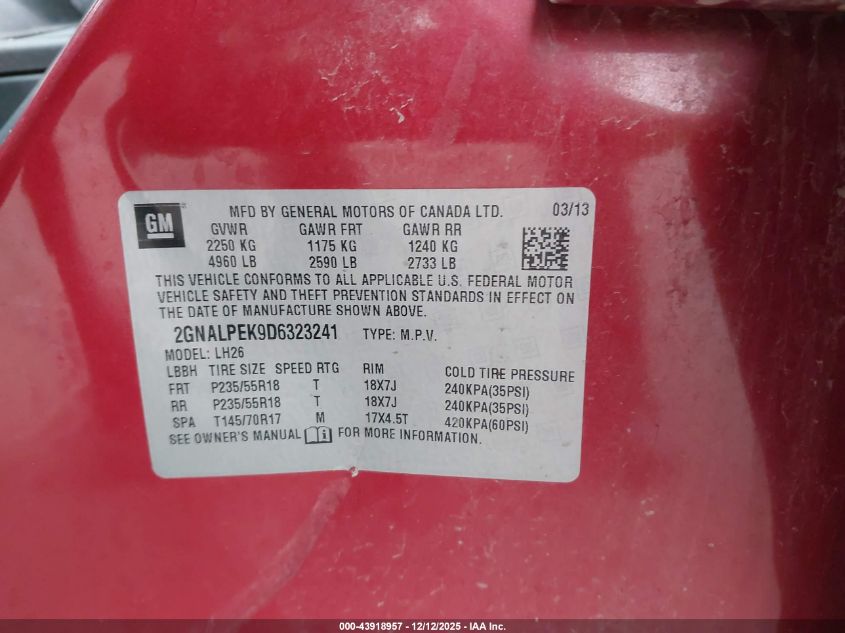 GM
MFD BY GENERAL MOTORS OF CANADA LTD. 03/13
GVWR GAWR FRT GAWR RR
2250 KG 1175 KG 1240 KG
4960 LB 2590 LB 2733 LB
THIS VEHICLE CONFORMS TO ALL APPLICABLE U.S. FEDERAL MOTOR
VEHICLE SAFETY AND THEFT PREVENTION STANDARDS IN EFFECT ON
THE DATE OF MANUFACTURE SHOWN ABOVE.
2GNALPEK9D6323241 TYPE: M.P.V.
MODEL: LH26
LBBH TIRE SIZE SPEED RTG RIM COLD TIRE PRESSURE
FRT P235/55R18 T 18X7J 240KPA(35PSI)
RR P235/55R18 T 18X7J 240KPA(35PSI)
SPA T145/70R17 M 17X4.5T 420KPA(60PSI)
SEE OWNER'S MANUAL FOR MORE INFORMATION.
000-43918957 - 12/12/2025 - IAA Inc.